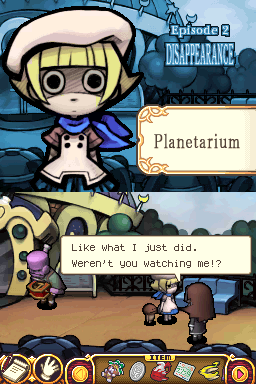 Episode 2
DISAPPEARANCE
Planetarium
Like what I just did.
Weren't you watching me!?
ITEM